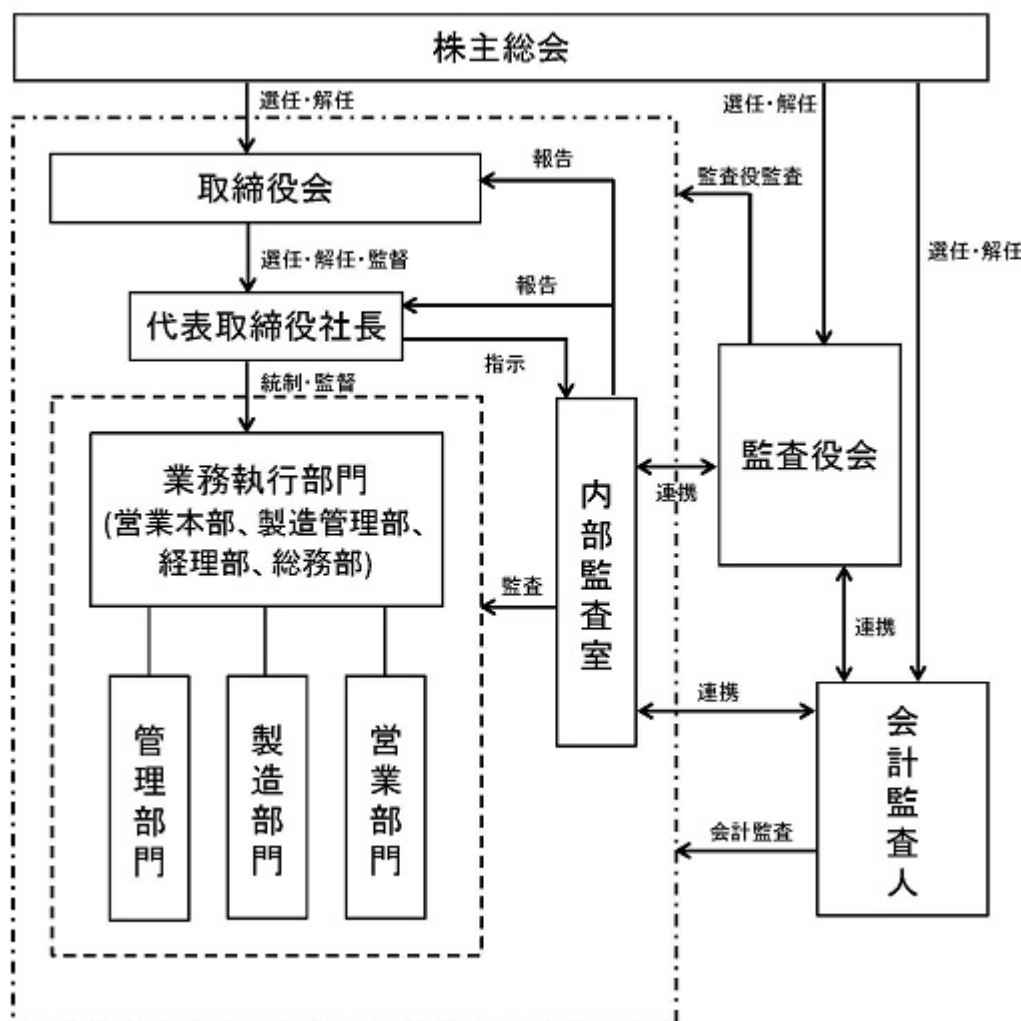 株主総会
選任・解任
選任・解任
選任・解任
取締役会
報告
監査役監査
選任・解任・監督
代表取締役社長
報告
指示
統制・監督
業務執行部門
(営業本部、製造管理部、
経理部、総務部)
内部監査室
監査役会
連携
監査
連携
管理部門
製造部門
営業部門
連携
会計監査人
会計監査